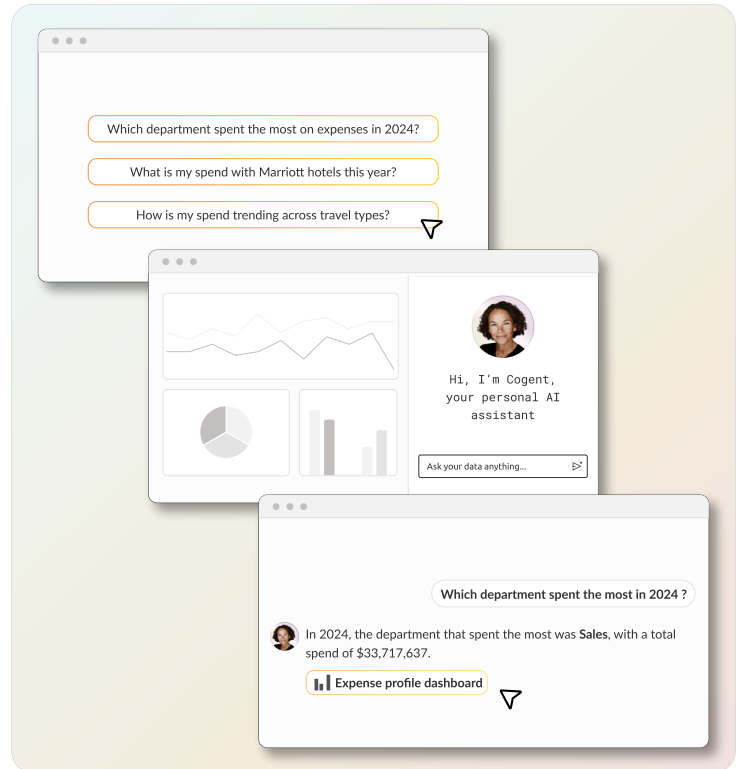 Which department spent the most on expenses in 2024?
What is my spend with Marriott hotels this year?
How is my spend trending across travel types?
Hi, I'm Cogent,
your personal AI
assistant
Ask your data anything...
Which department spent the most in 2024 ?
In 2024, the department that spent the most was Sales, with a total
spend of $33,717,637.
Expense profile dashboard